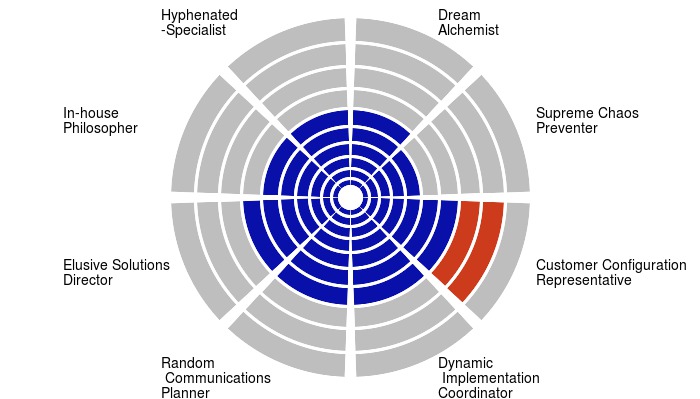 Hyphenated
-Specialist
Dream
Alchemist
In-house
Philosopher
Supreme Chaos
Preventer
Elusive Solutions
Director
Customer Configuration
Representative
Random
Communications
Planner
Dynamic
Implementation
Coordinator